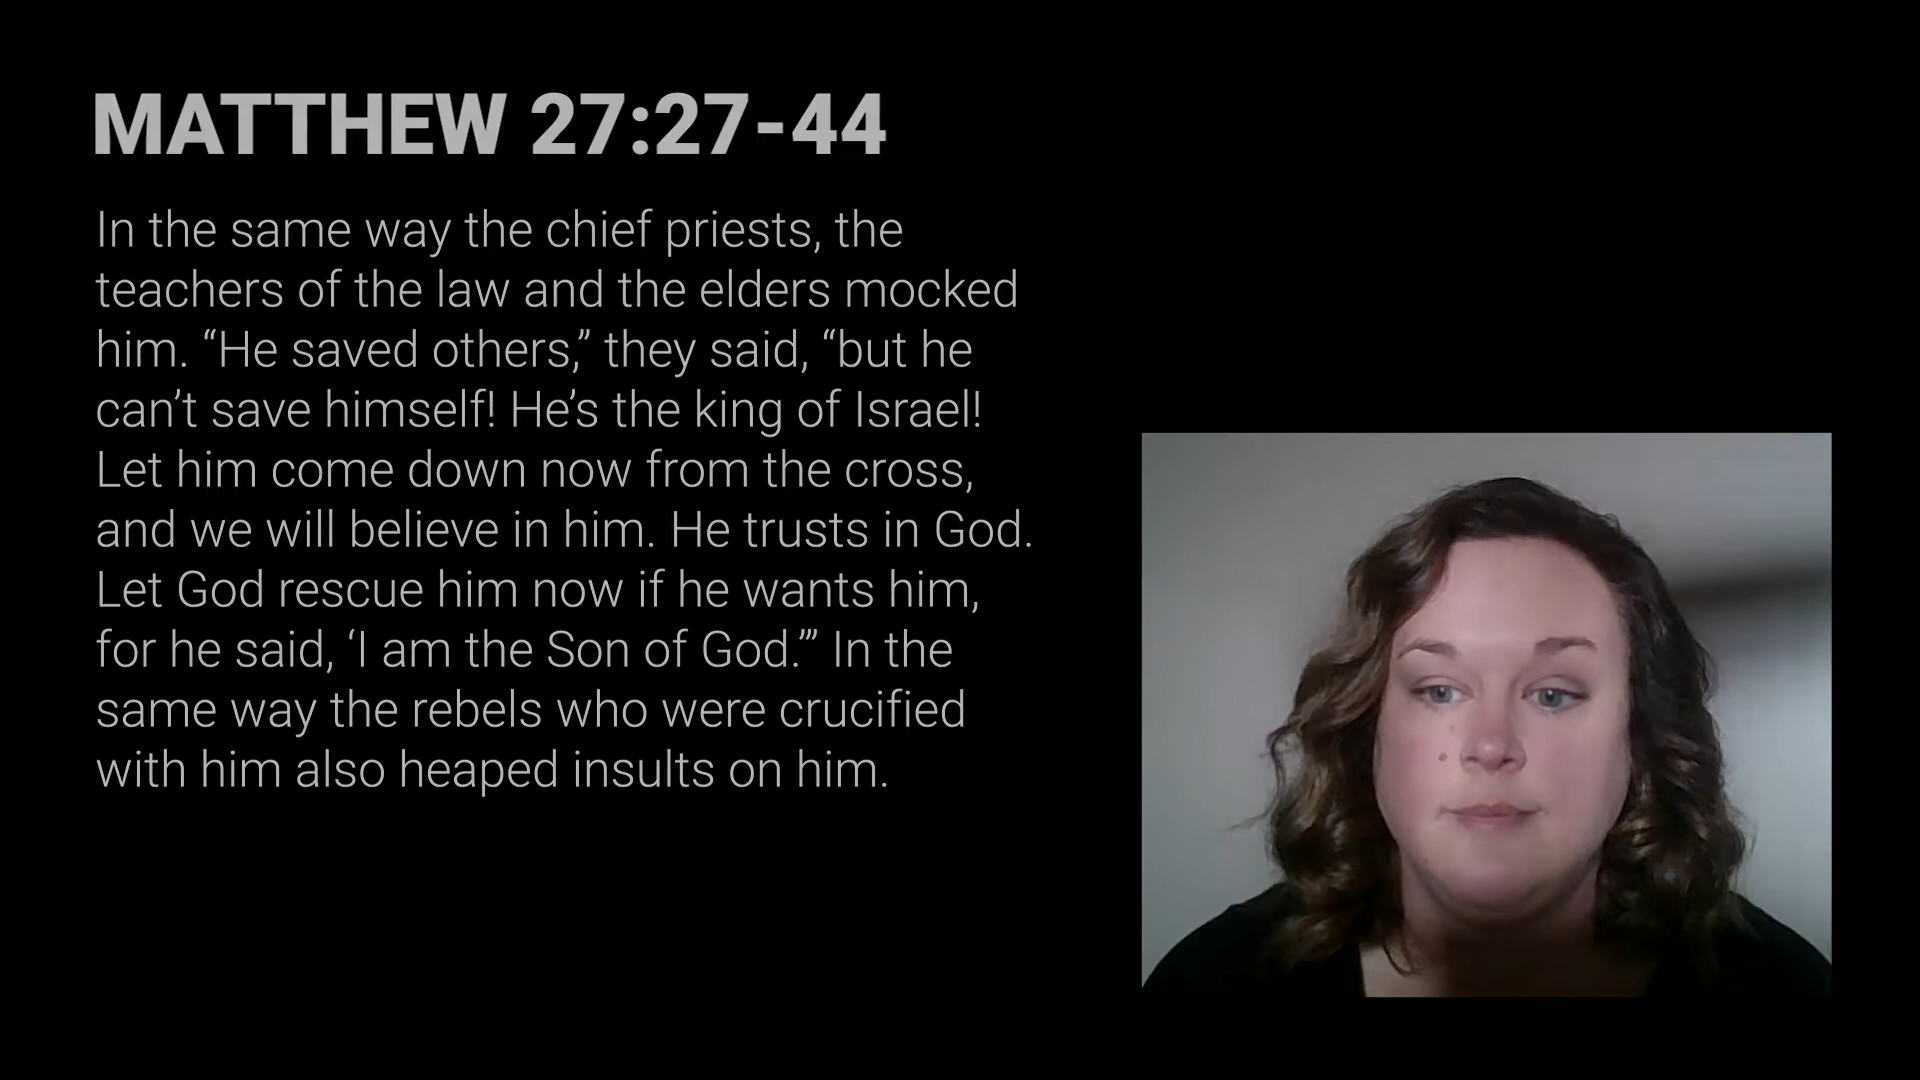 MATTHEW 27:27-44
In the same way the chief priests, the
teachers of the law and the elders mocked
him. “He saved others,” they said, “but he
can’t save himself! He’s the king of Israel!
Let him come down now from the cross,
and we will believe in him. He trusts in God.
Let God rescue him now if he wants him,
for he said, ‘I am the Son of God.’” In the
same way the rebels who were crucified
with him also heaped insults on him.